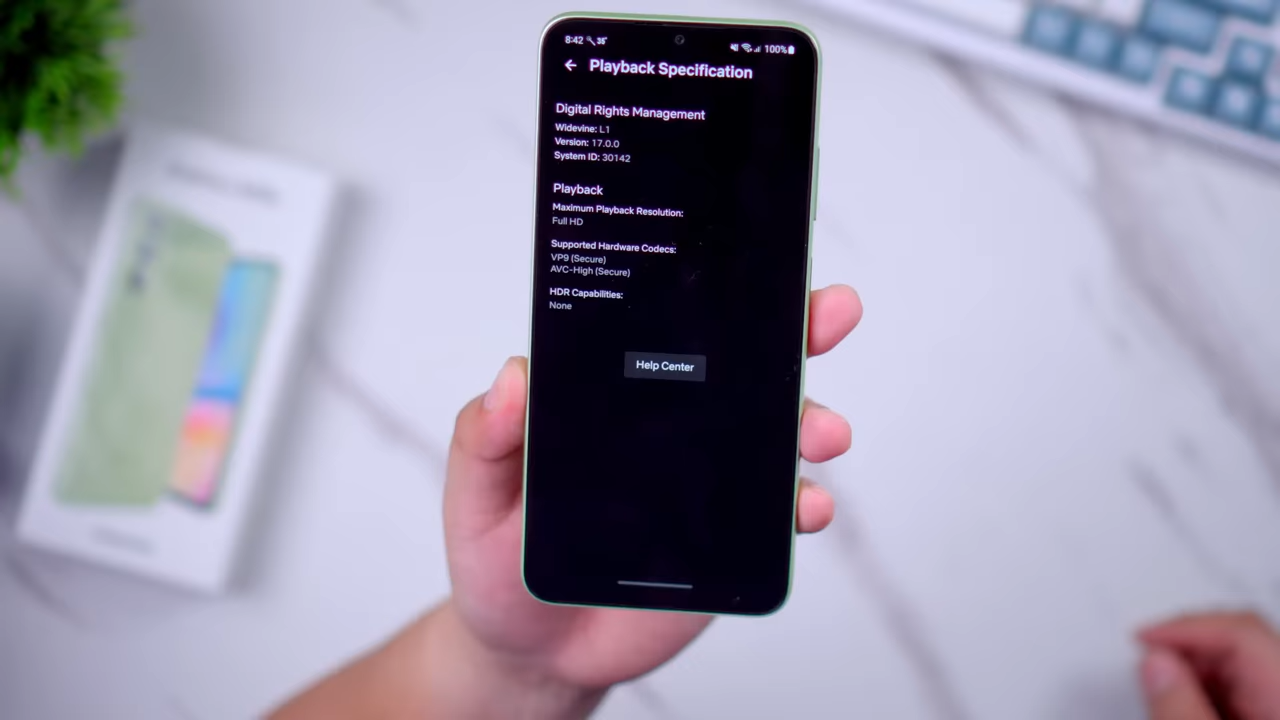 8:42 35°
100%
Playback Specification
Digital Rights Management
Widevine: L1
Version: 17.0.0
System ID: 30142
Playback
Maximum Playback Resolution:
Full HD
Supported Hardware Codecs:
VP9 (Secure)
AVC-High (Secure)
HDR Capabilities:
None
Help Center